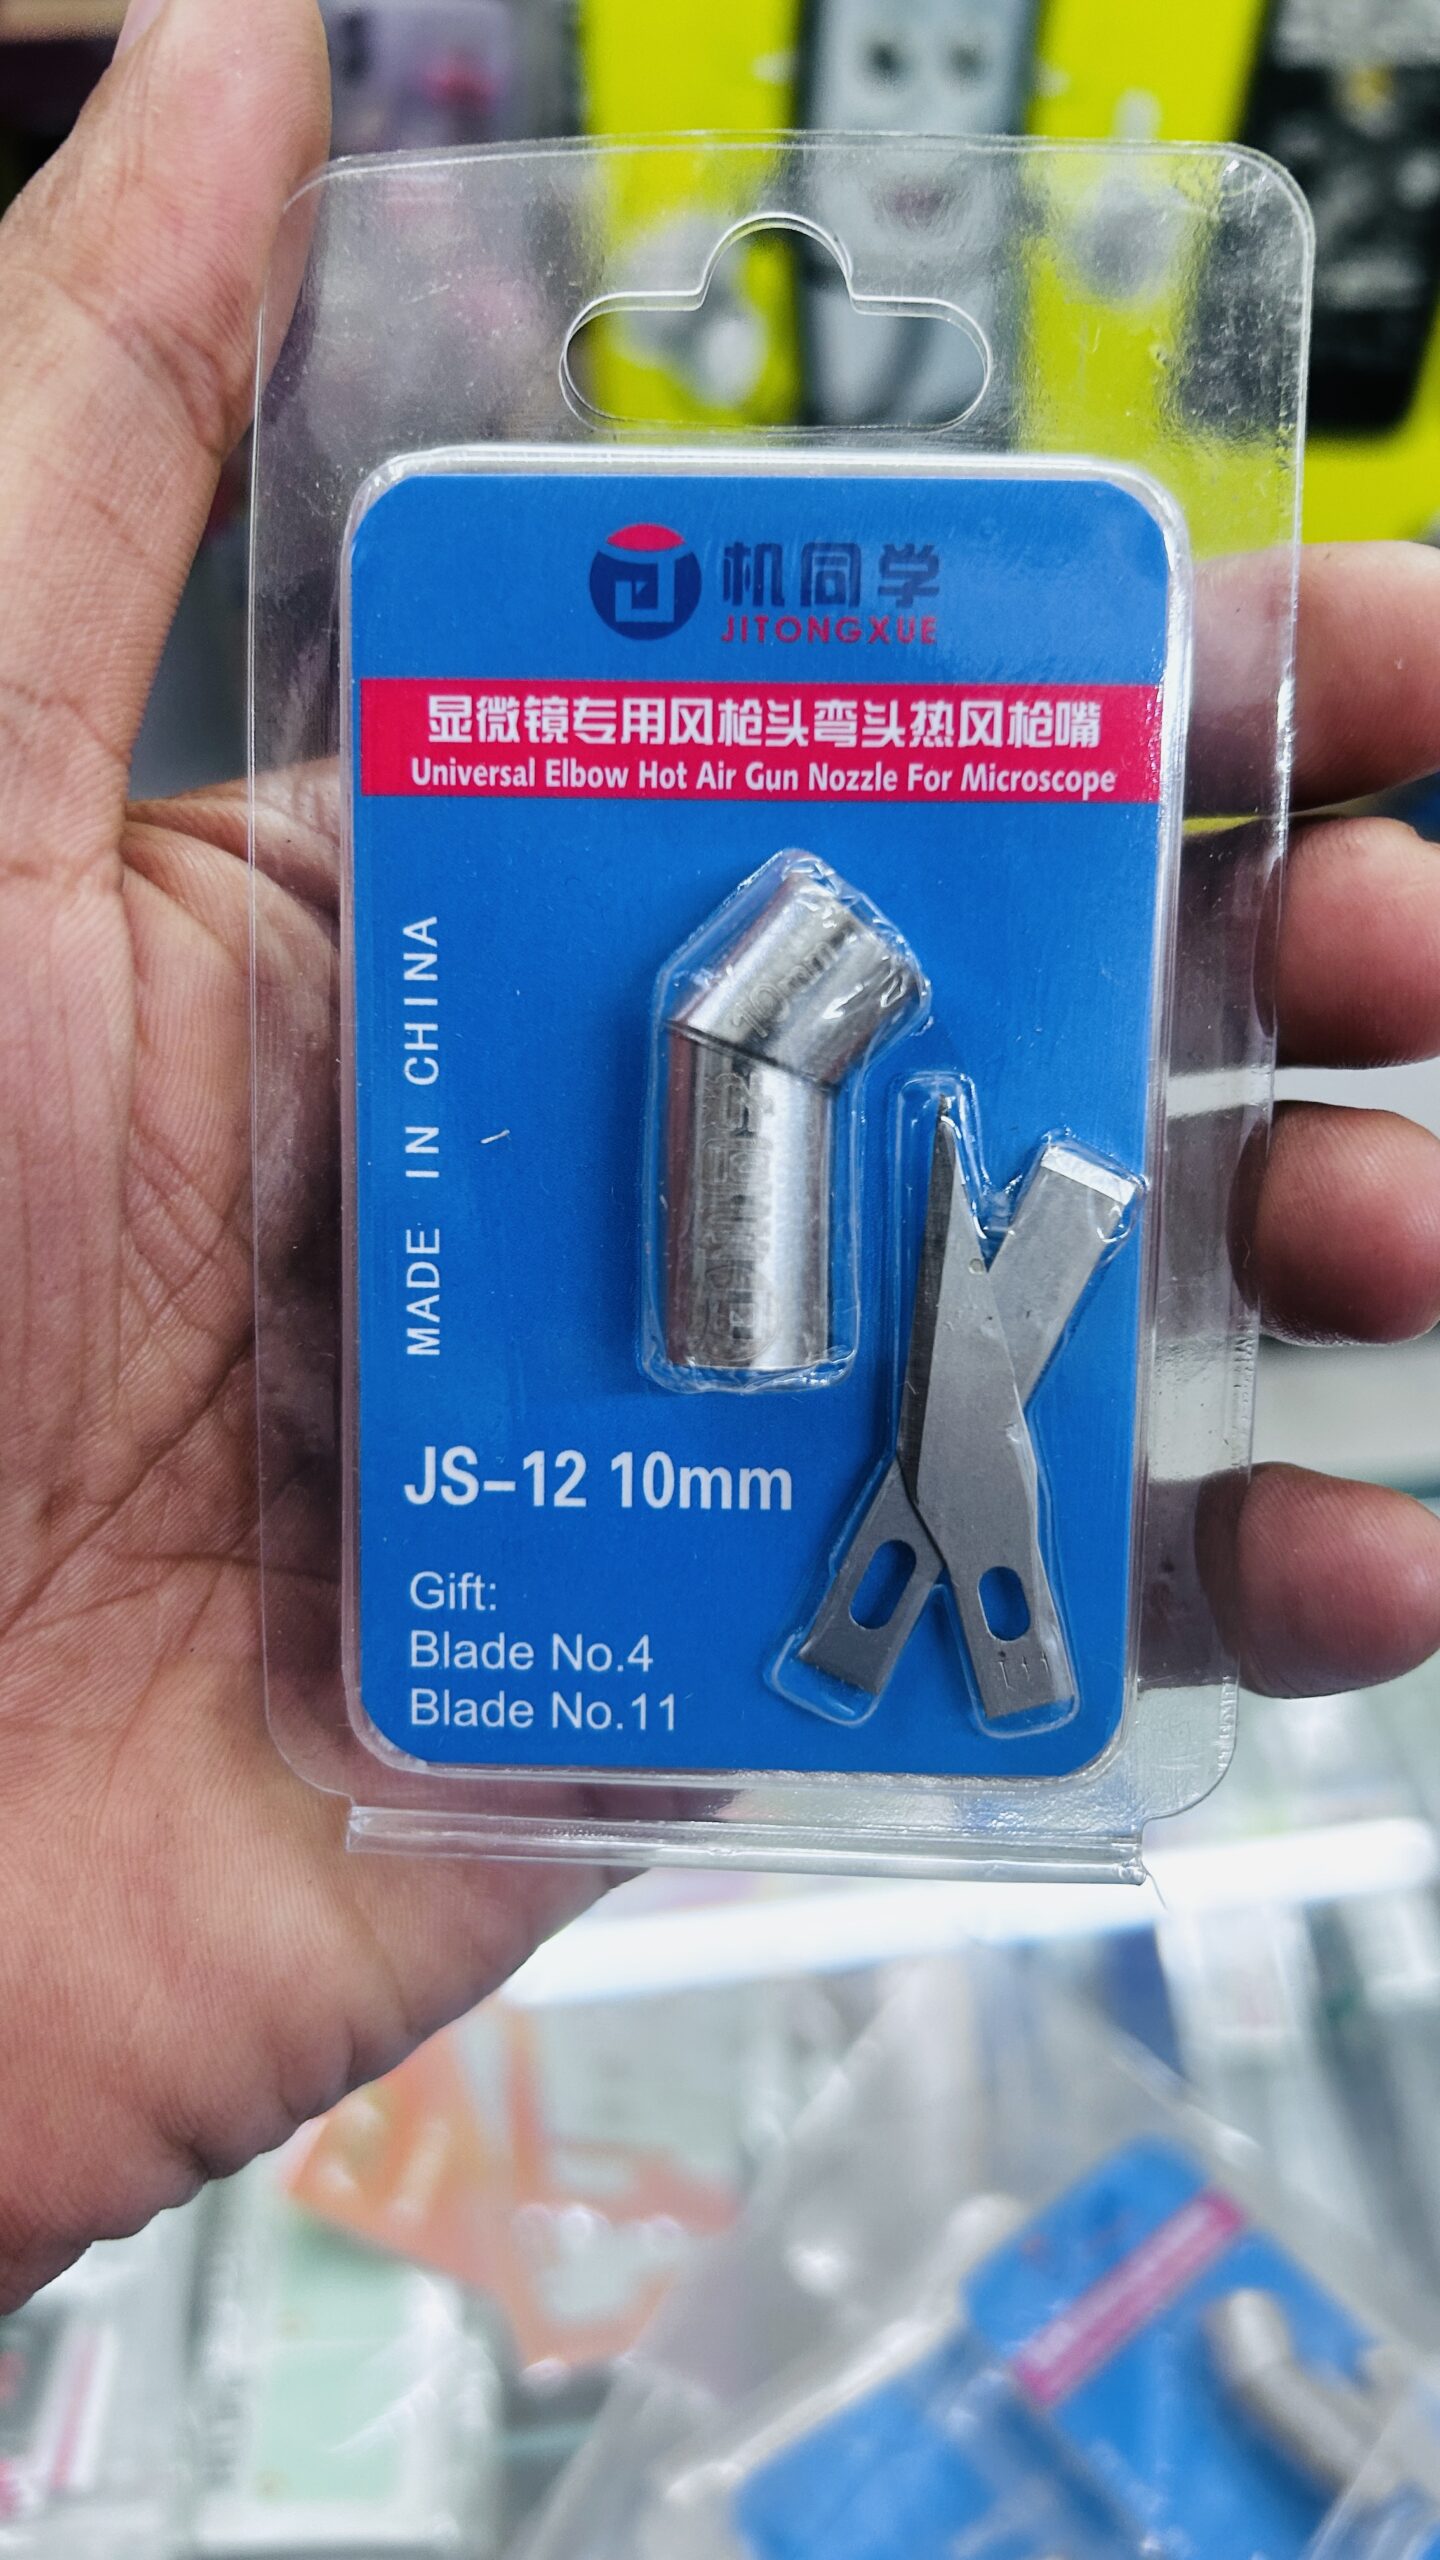 机同学
JITONGXUE
显微镜专用风枪头弯头热风枪嘴
Universal Elbow Hot Air Gun Nozzle For Microscope
MADE IN CHINA
10mm
JS-12 10mm
Gift:
Blade No.4
Blade No.11